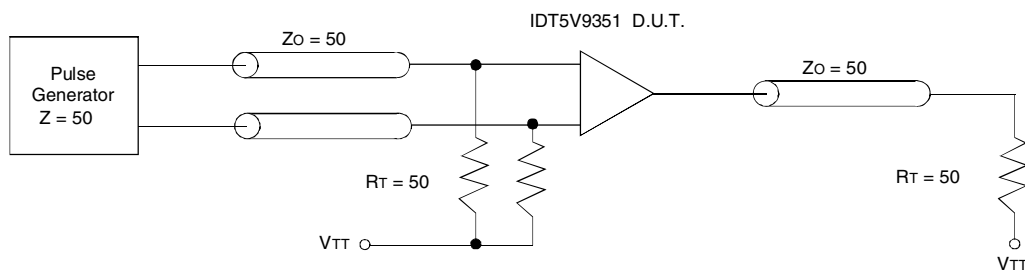 IDT5V9351 D.U.T.
Pulse
Generator
Z = 50
ZO = 50
ZO = 50
RT = 50
RT = 50
VTT
VTT